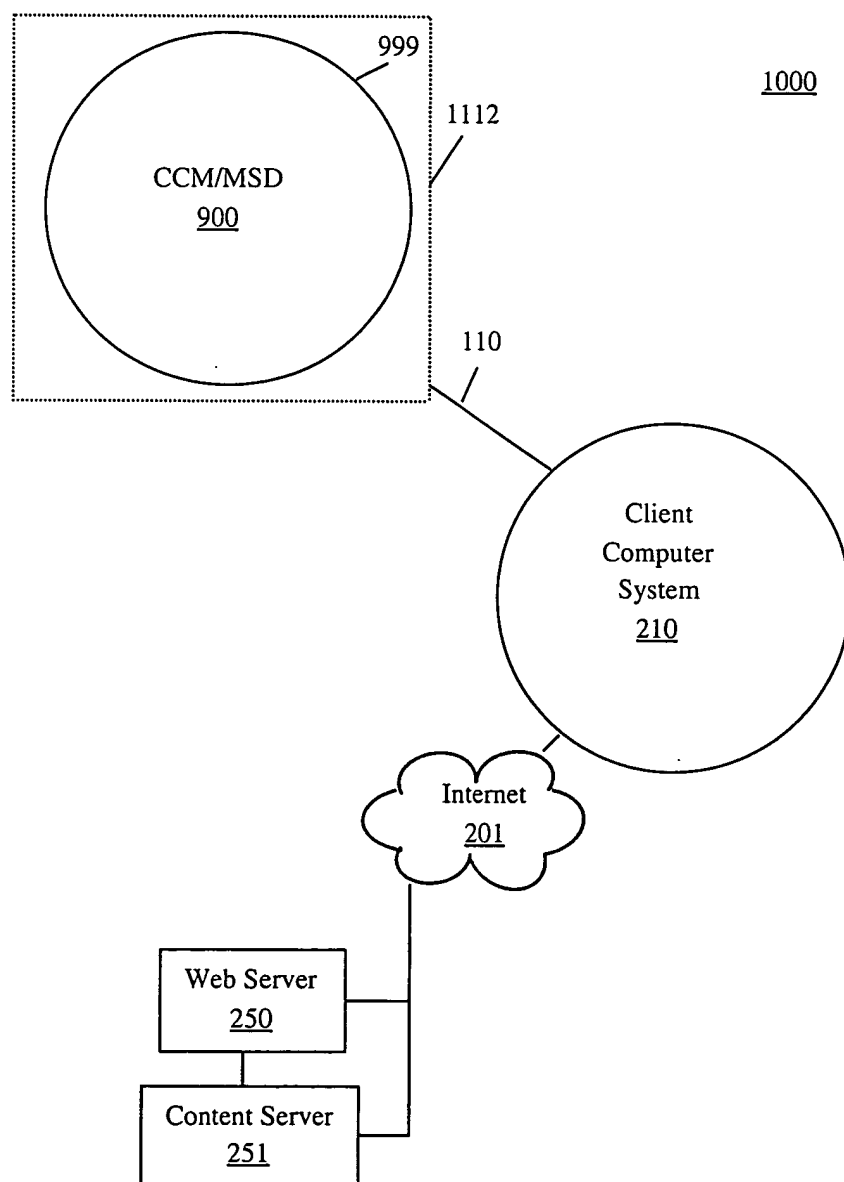 999
1000
1112
CCM/MSD
900
110
Client
Computer
System
210
Internet
201
Web Server
250
Content Server
251